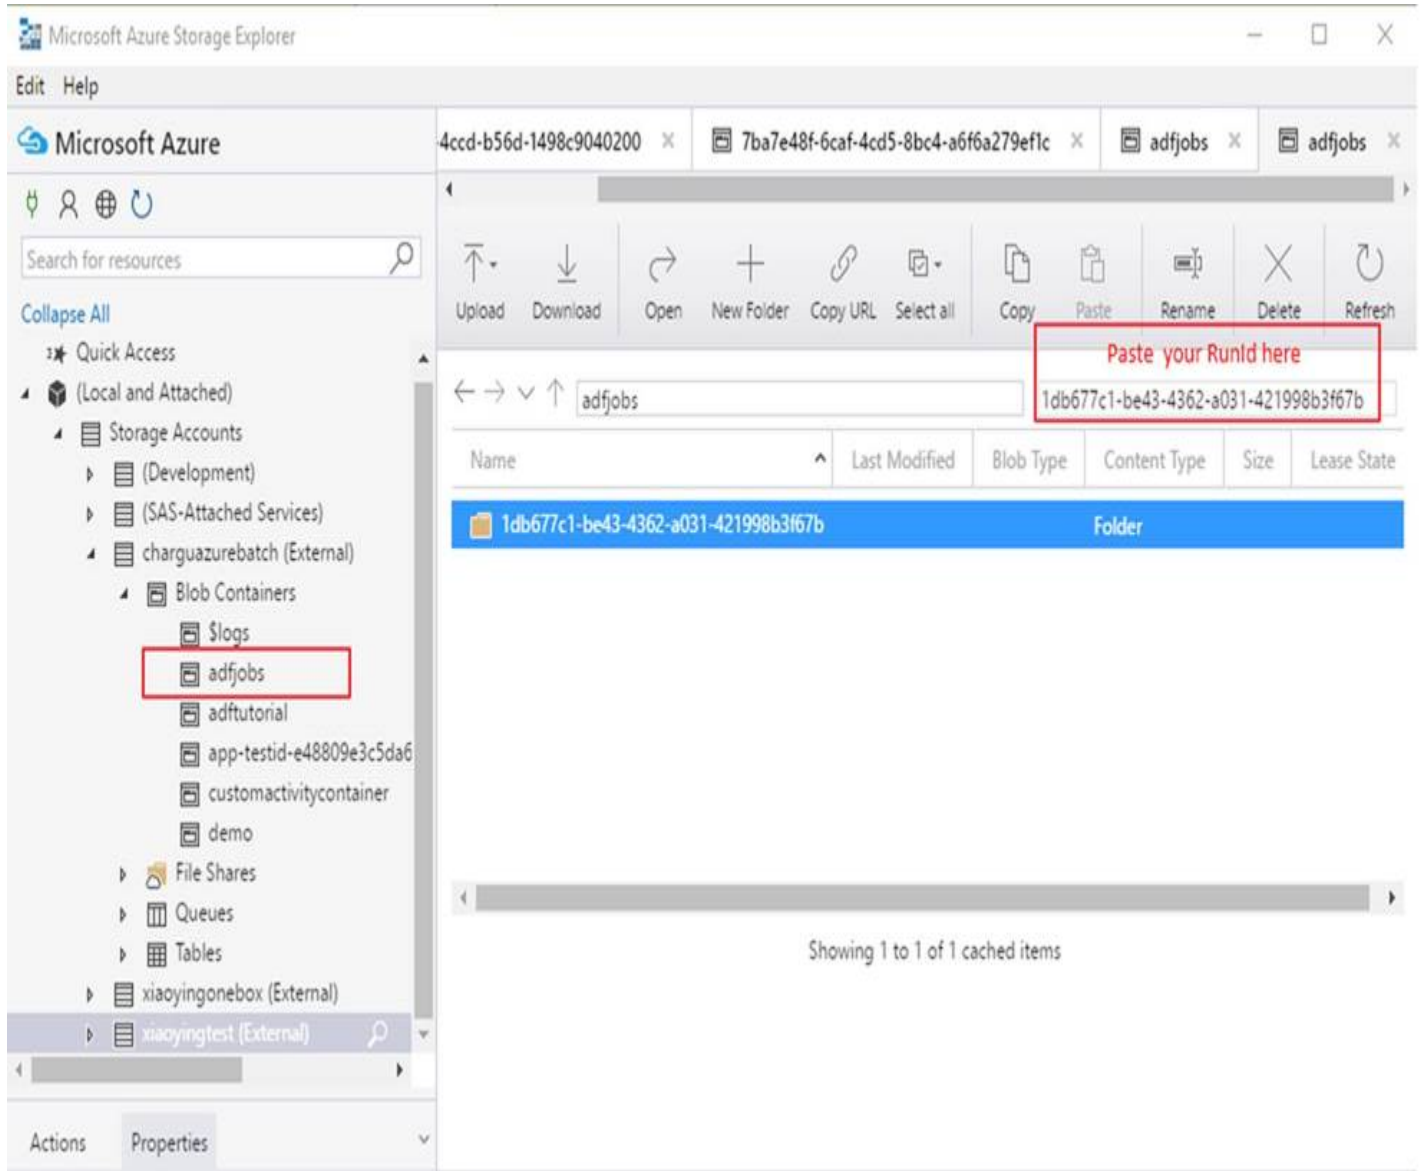 Microsoft Azure Storage Explorer
Edit Help
Microsoft Azure
Search for resources
Collapse All
Quick Access
(Local and Attached)
Storage Accounts
(Development)
(SAS-Attached Services)
charguazurebatch (External)
Blob Containers
$logs
adfjobs
adftutorial
app-testid-e48809e3c5da6
customactivitycontainer
demo
File Shares
Queues
Tables
xiaoyingonebox (External)
xiaoyingtest (External)
Actions Properties
4ccd-b56d-1498c9040200 7ba7e48f-6caf-4cd5-8bc4-a6f6a279ef1c adfjobs adfjobs
Upload Download Open New Folder Copy URL Select all Copy Paste Rename Delete Refresh
Paste your RunId here
adfjobs 1db677c1-be43-4362-a031-421998b3f67b
Name Last Modified Blob Type Content Type Size Lease State
1db677c1-be43-4362-a031-421998b3f67b Folder
Showing 1 to 1 of 1 cached items